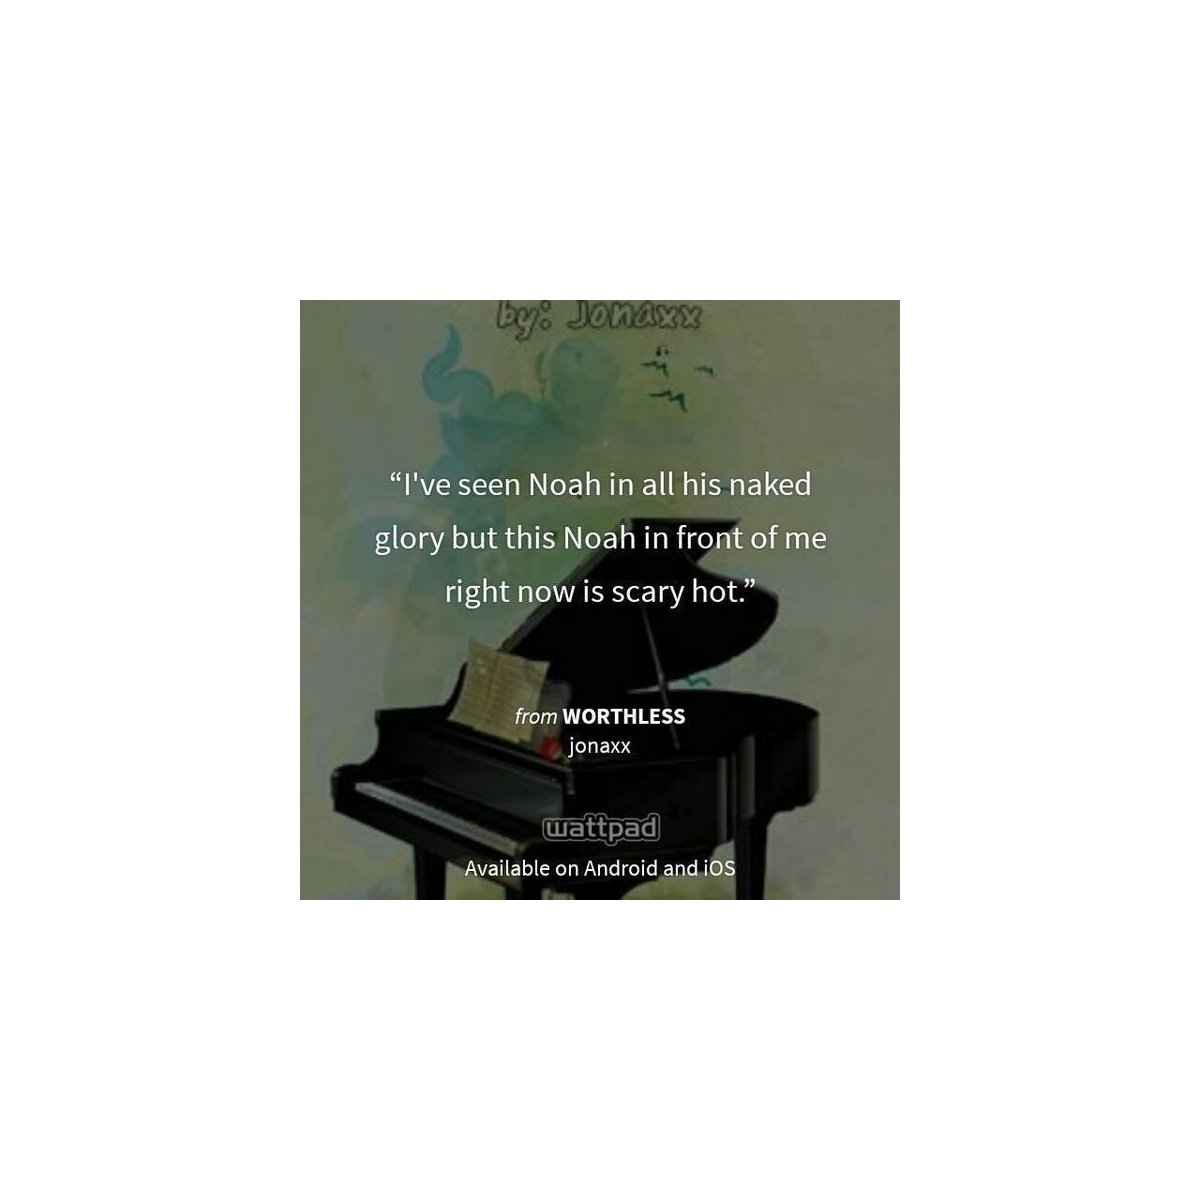 by: Jonaxx
“I've seen Noah in all his naked
glory but this Noah in front of me
right now is scary hot.”
from WORTHLESS
jonaxx
wattpad
Available on Android and iOS